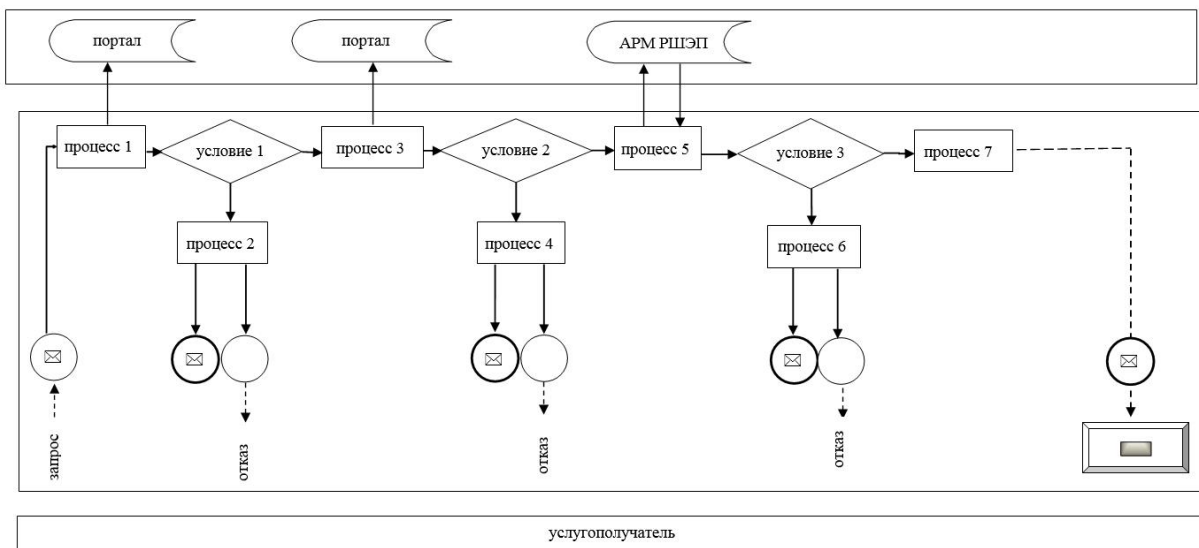 портал
портал
АРМ РШЭП
процесс 1
условие 1
процесс 3
условие 2
процесс 5
условие 3
процесс 7
процесс 2
процесс 4
процесс 6
запрос
отказ
отказ
отказ
услугополучатель